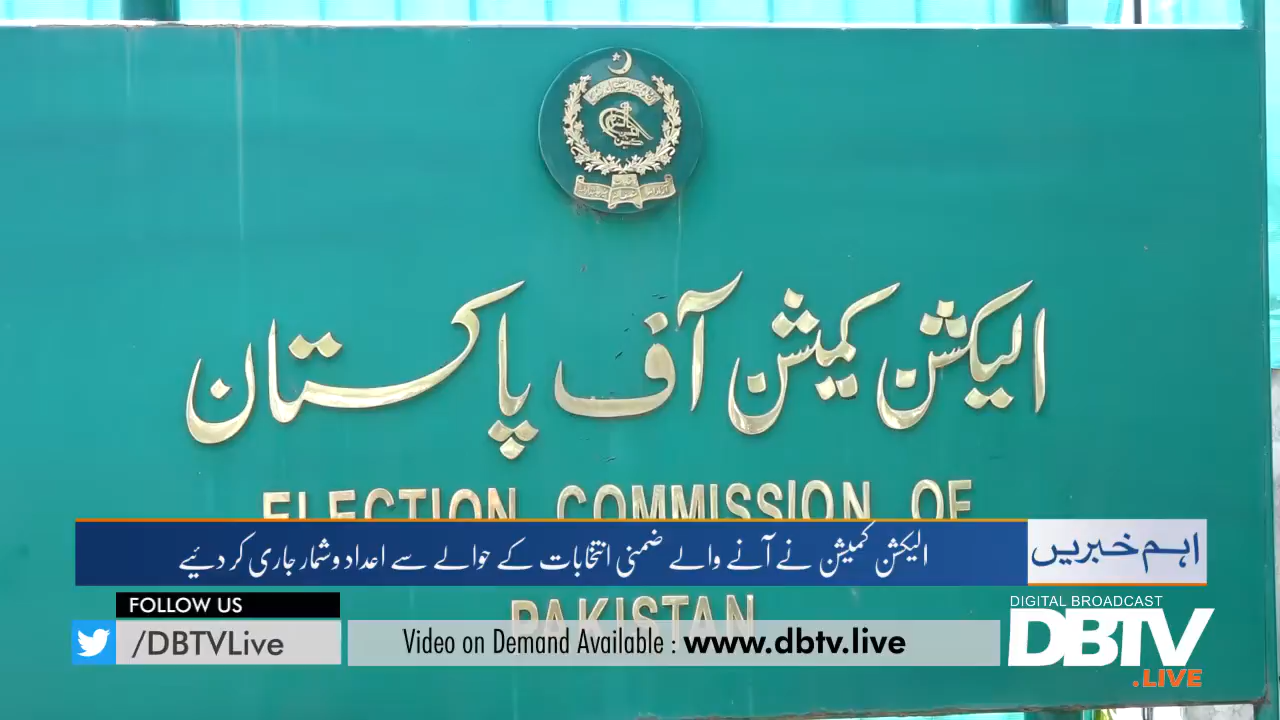 الیکشن کمیشن آف پاکستان
ELECTION COMMISSION OF
PAKISTAN
اہم خبریں
الیکشن کمیشن نے آنے والے ضمنی انتخابات کے حوالے سے اعداد وشمار جاری کر دئیے
FOLLOW US
/DBTVLive
Video on Demand Available : www.dbtv.live
DIGITAL BROADCAST
DBTV
.LIVE